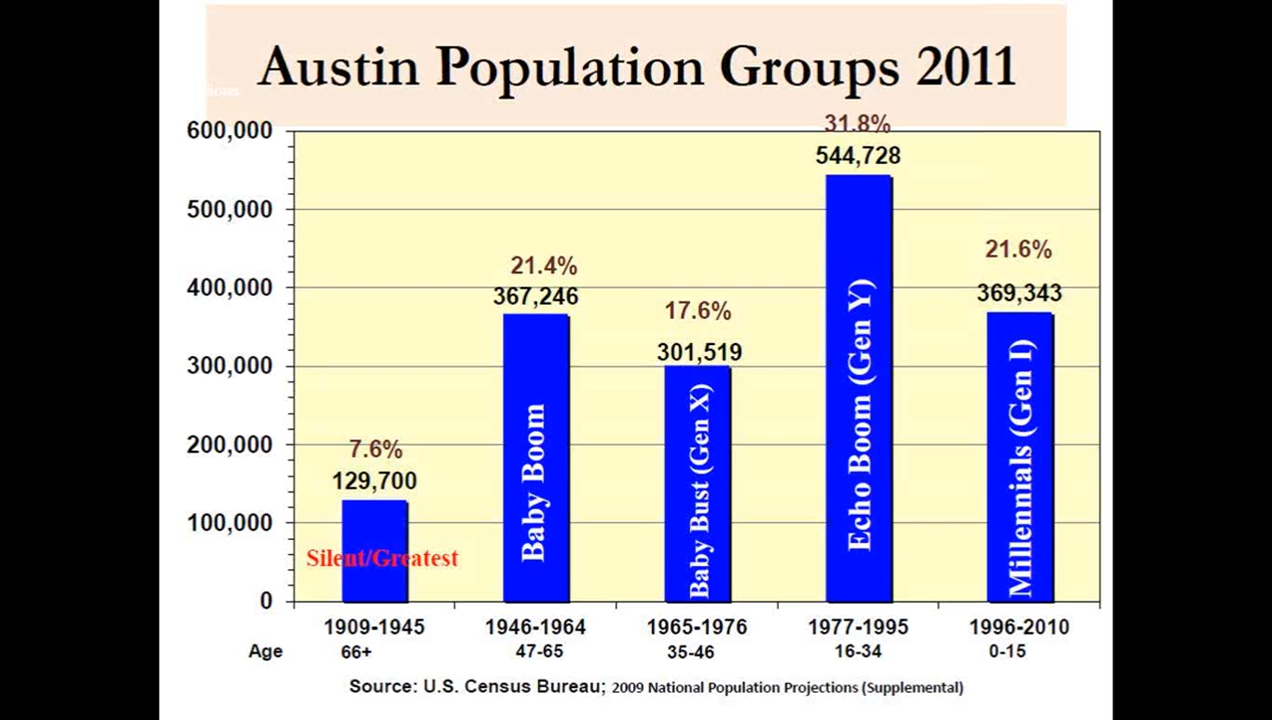 Austin Population Groups 2011
600,000
500,000
400,000
300,000
200,000
100,000
0
7.6%
129,700
Silent/Greatest
21.4%
367,246
Baby Boom
17.6%
301,519
Baby Bust (Gen X)
31.8%
544,728
Echo Boom (Gen Y)
21.6%
369,343
Millennials (Gen I)
1909-1945 1946-1964 1965-1976 1977-1995 1996-2010
Age 66+ 47-65 35-46 16-34 0-15
Source: U.S. Census Bureau; 2009 National Population Projections (Supplemental)